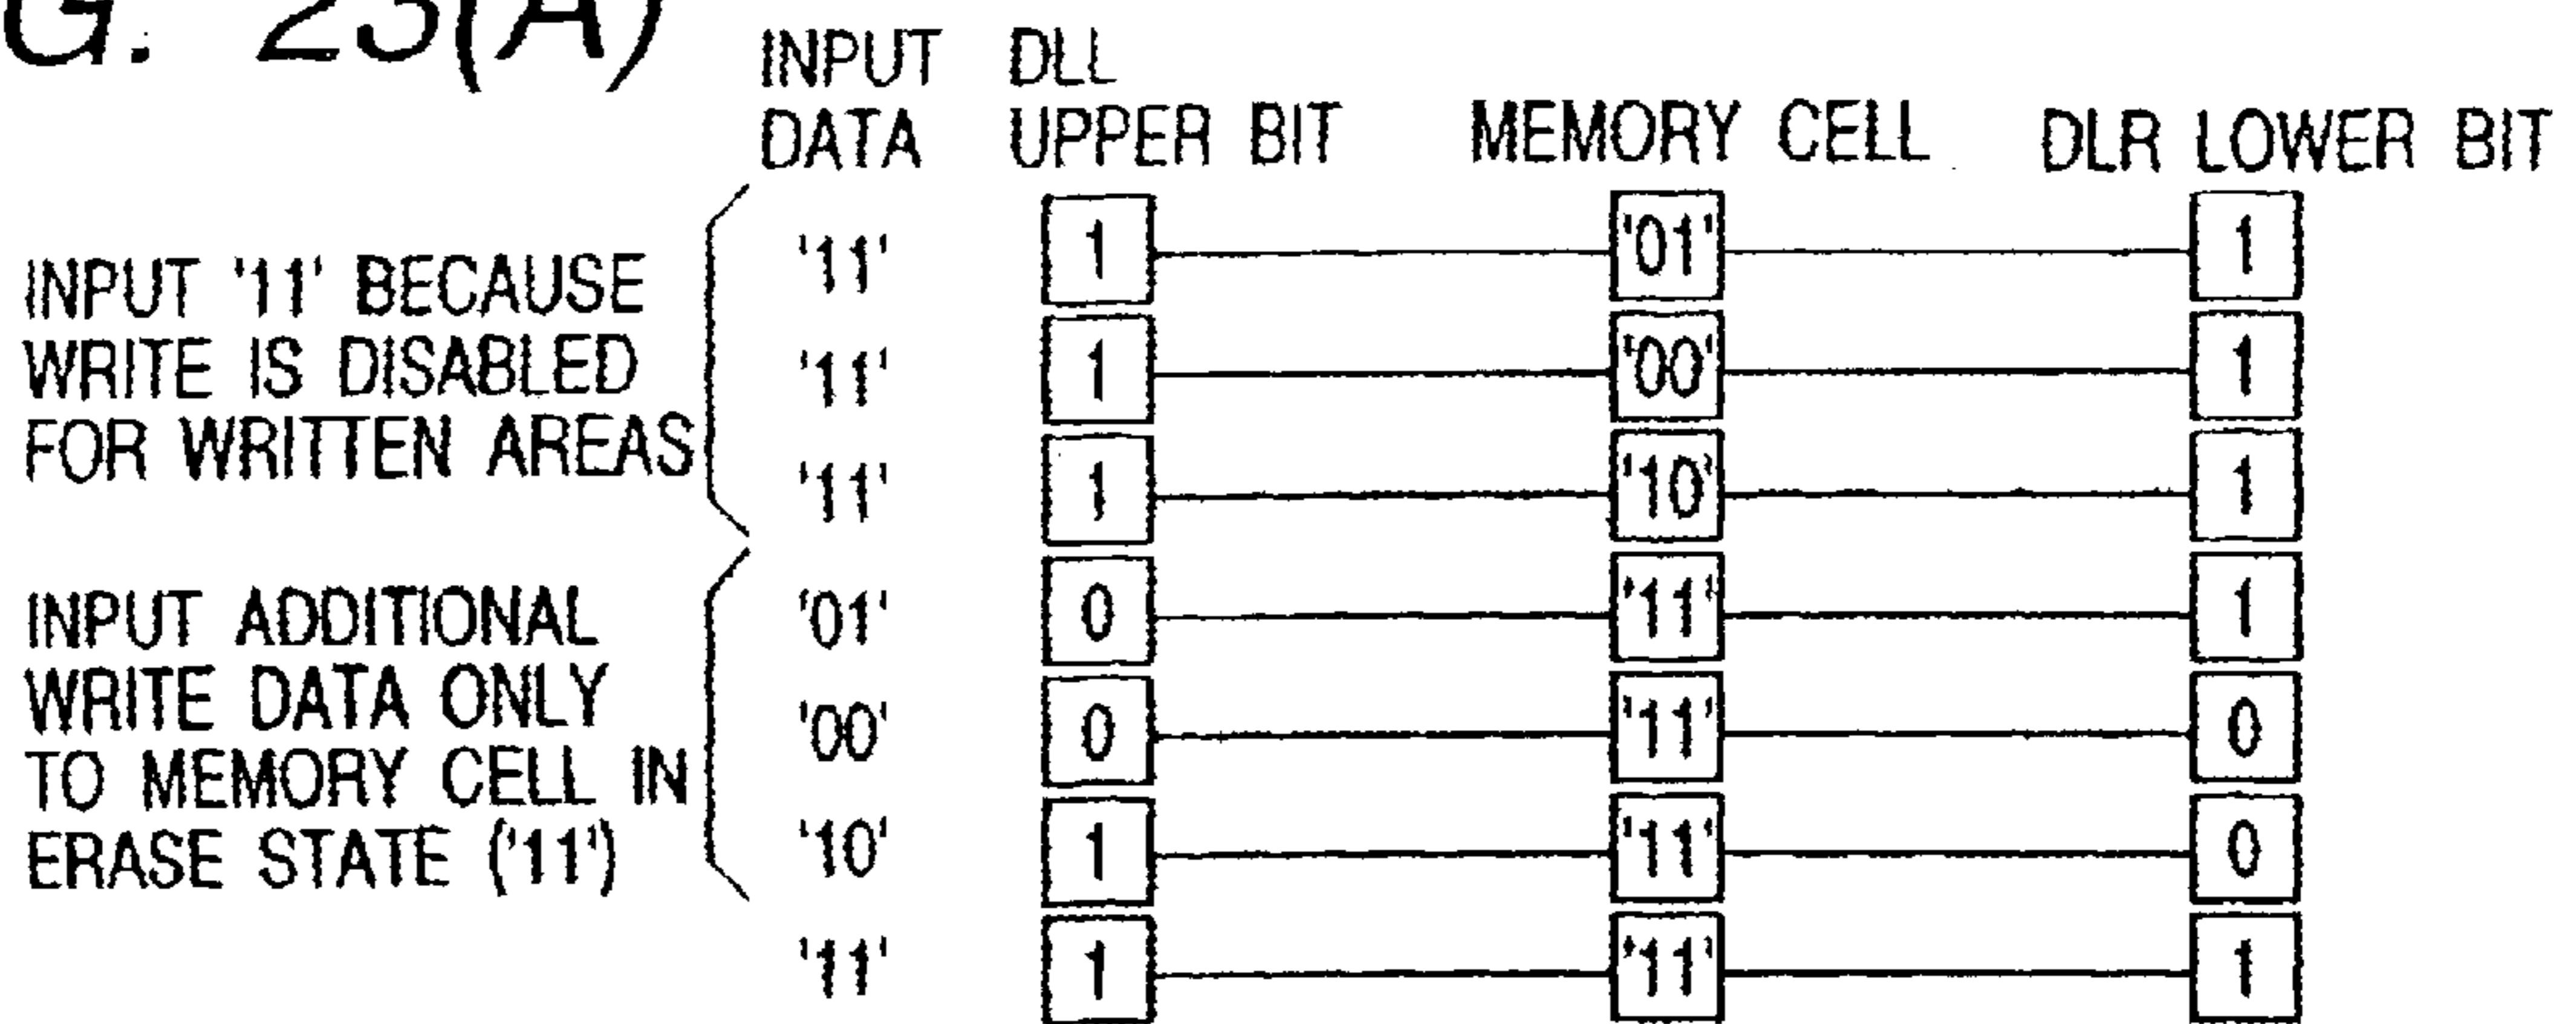 G. 23(A)
INPUT DLL
DATA UPPER BIT MEMORY CELL DLR LOWER BIT
'11' 1 '01' 1
INPUT '11' BECAUSE
WRITE IS DISABLED
FOR WRITTEN AREAS
'11' 1 '00' 1
'11' 1 '10' 1
INPUT ADDITIONAL
WRITE DATA ONLY
TO MEMORY CELL IN
ERASE STATE ('11')
'01' 0 '11' 1
'00' 0 '11' 0
'10' 1 '11' 0
'11' 1 '11' 1